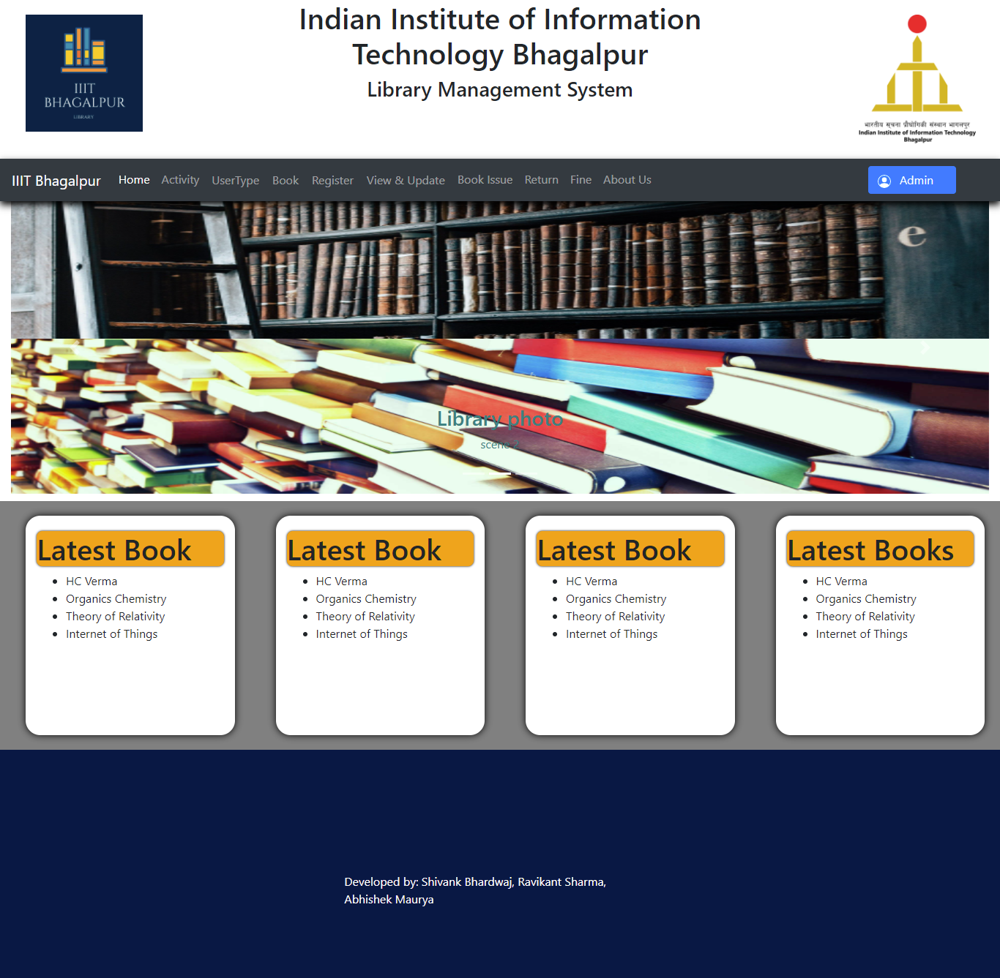 IIIT
BHAGALPUR
LIBRARY
Indian Institute of Information
Technology Bhagalpur
Library Management System
भारतीय सूचना प्रौद्योगिकी संस्थान भागलपुर
Indian Institute of Information Technology
Bhagalpur
IIIT Bhagalpur Home Activity UserType Book Register View & Update Book Issue Return Fine About Us Admin
e
Library photo
scene 2
Latest Book
HC Verma
Organics Chemistry
Theory of Relativity
Internet of Things
Latest Book
HC Verma
Organics Chemistry
Theory of Relativity
Internet of Things
Latest Book
HC Verma
Organics Chemistry
Theory of Relativity
Internet of Things
Latest Books
HC Verma
Organics Chemistry
Theory of Relativity
Internet of Things
Developed by: Shivank Bhardwaj, Ravikant Sharma,
Abhishek Maurya